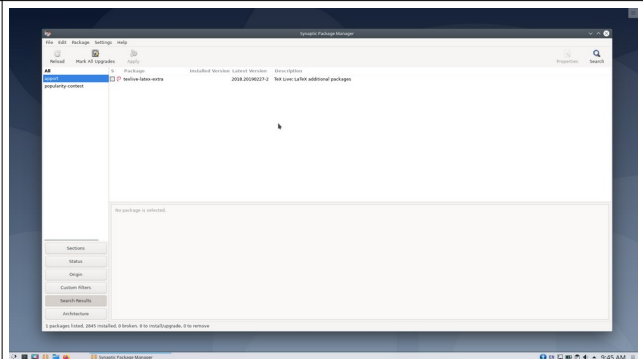 Synaptic Package Manager
File Edit Package Settings Help
Reload Mark All Upgrades Apply Properties Search
All
apport
popularity-contest
S Package Installed Version Latest Version Description
texlive-latex-extra 2018.20190227-2 TeX Live: LaTeX additional packages
No package is selected.
Sections
Status
Origin
Custom Filters
Search Results
Architecture
1 packages listed, 2845 installed, 0 broken. 0 to install/upgrade, 0 to remove
Synaptic Package Manager
9:45 AM